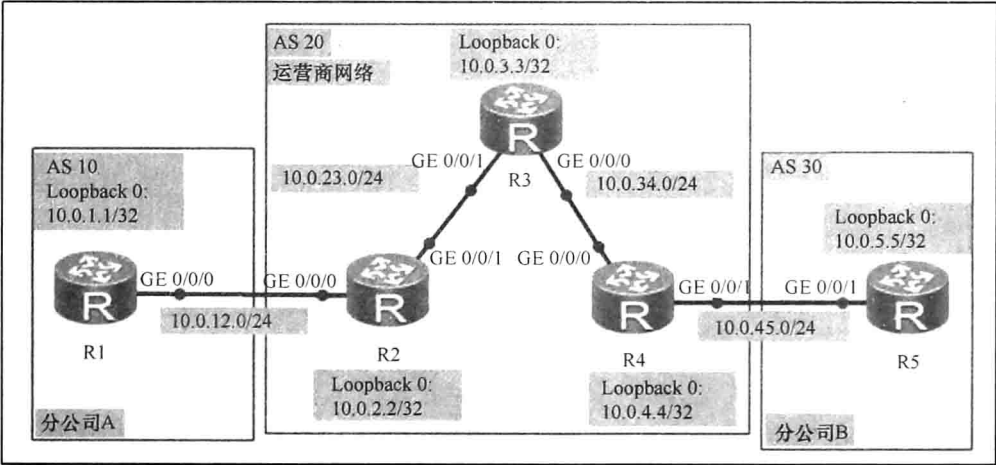 AS 20
运营商网络
Loopback 0:
10.0.3.3/32
R
R3
GE 0/0/1
GE 0/0/0
10.0.23.0/24
10.0.34.0/24
AS 10
Loopback 0:
10.0.1.1/32
AS 30
Loopback 0:
10.0.5.5/32
GE 0/0/1
GE 0/0/0
R
GE 0/0/0
GE 0/0/0
R
R
GE 0/0/1
GE 0/0/1
R
10.0.12.0/24
10.0.45.0/24
R1
R2
R4
R5
Loopback 0:
10.0.2.2/32
Loopback 0:
10.0.4.4/32
分公司A
分公司B